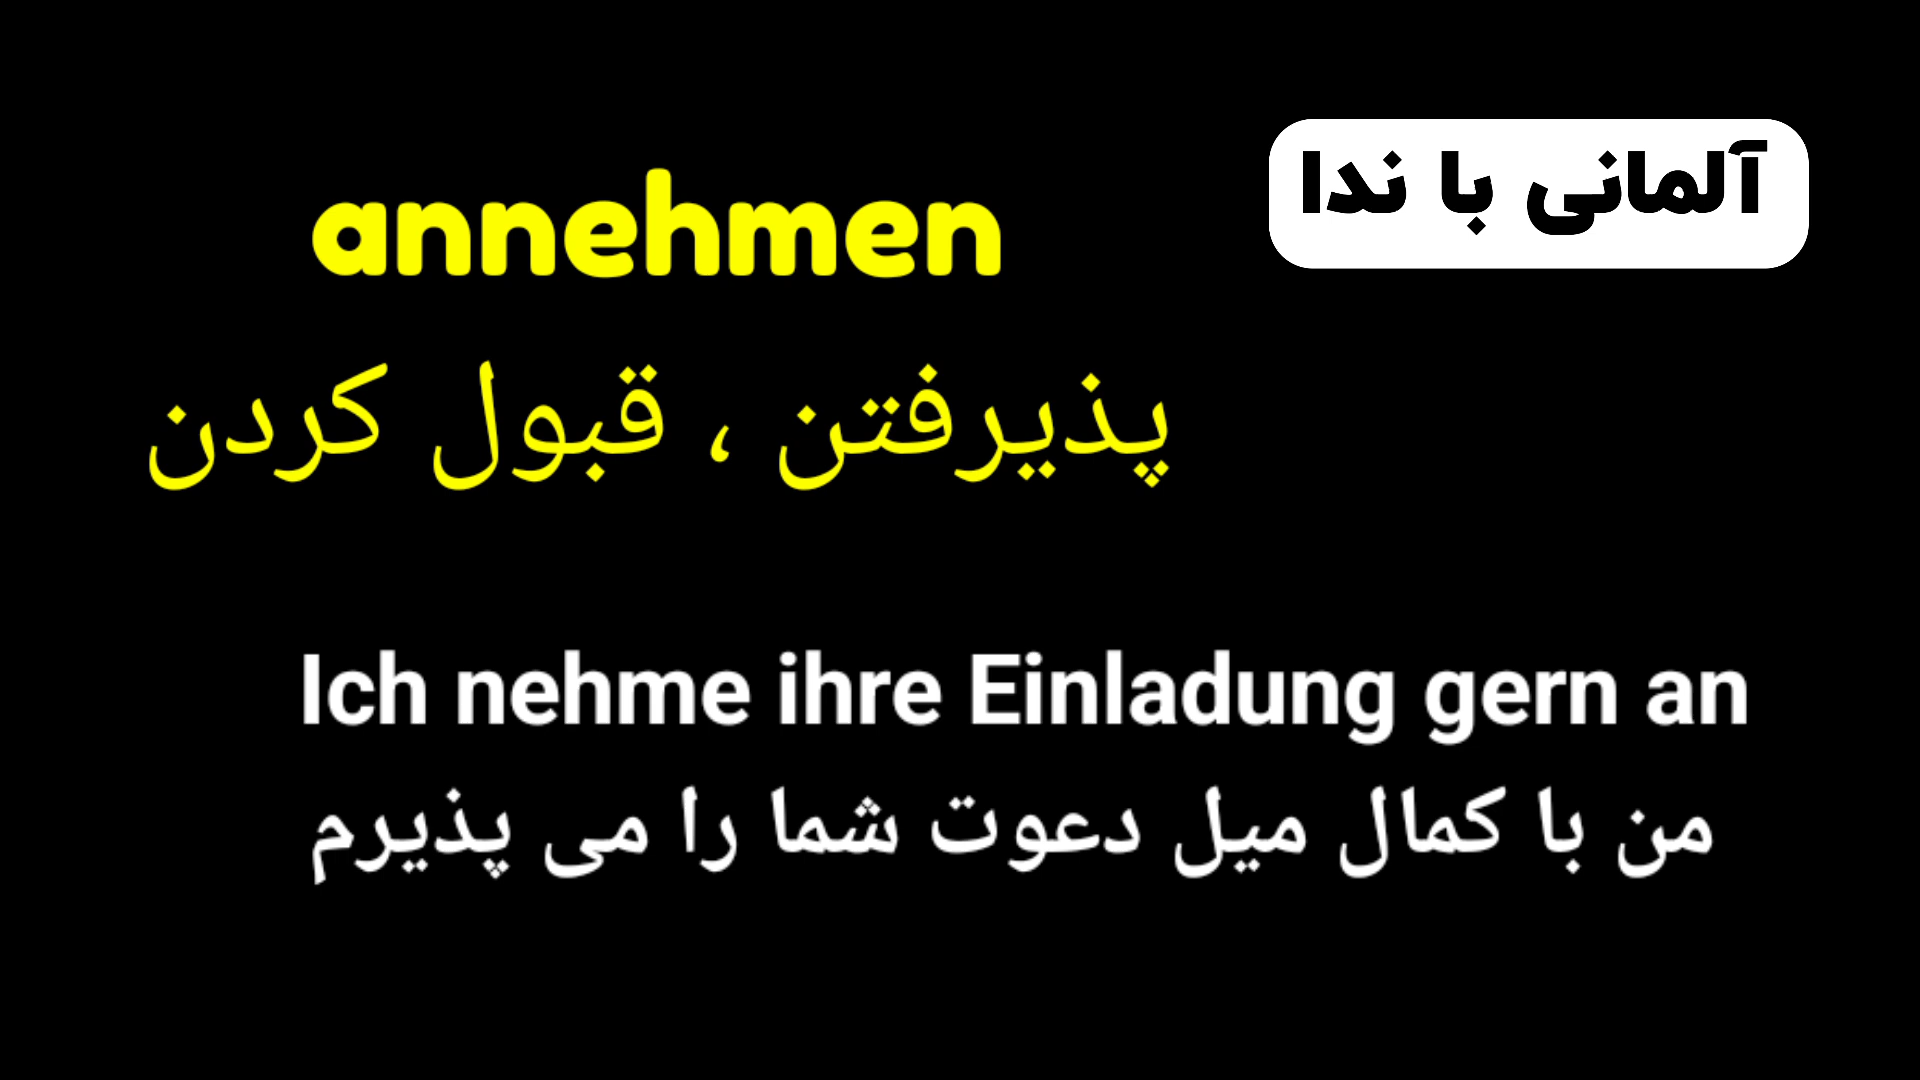 آلمانی با ندا
annehmen
پذیرفتن ، قبول کردن
Ich nehme ihre Einladung gern an
من با کمال میل دعوت شما را می پذیرم